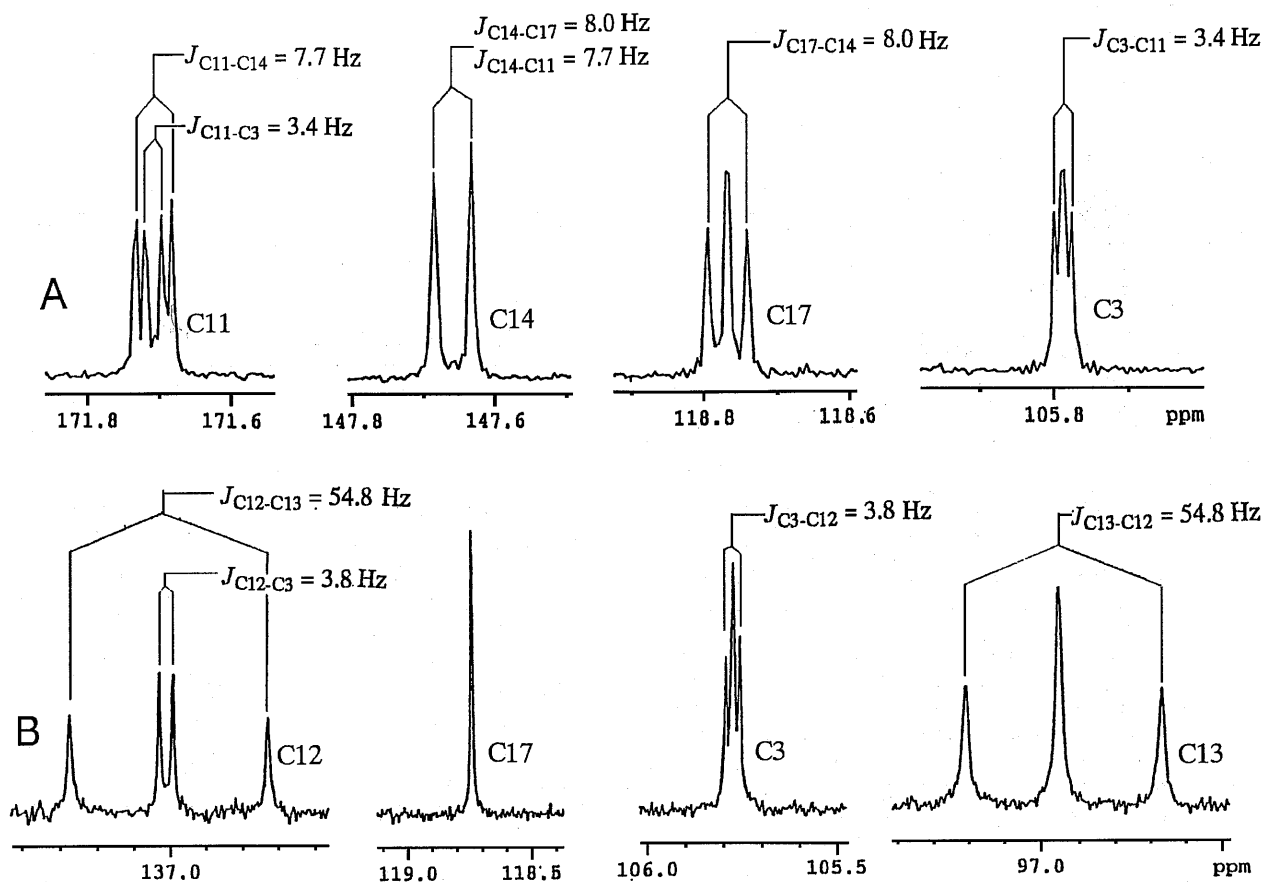 J C14-C17 = 8.0 Hz
J C11-C14 = 7.7 Hz
J C14-C11 = 7.7 Hz
J C17-C14 = 8.0 Hz
J C3-C11 = 3.4 Hz
J C11-C3 = 3.4 Hz
A
C11
C14
C17
C3
171.8 171.6
147.8 147.6
118.8 118.6
105.8 ppm
J C12-C13 = 54.8 Hz
J C3-C12 = 3.8 Hz
J C13-C12 = 54.8 Hz
J C12-C3 = 3.8 Hz
B
C12
C17
C3
C13
137.0
119.0 118.5
106.0 105.5
97.0 ppm